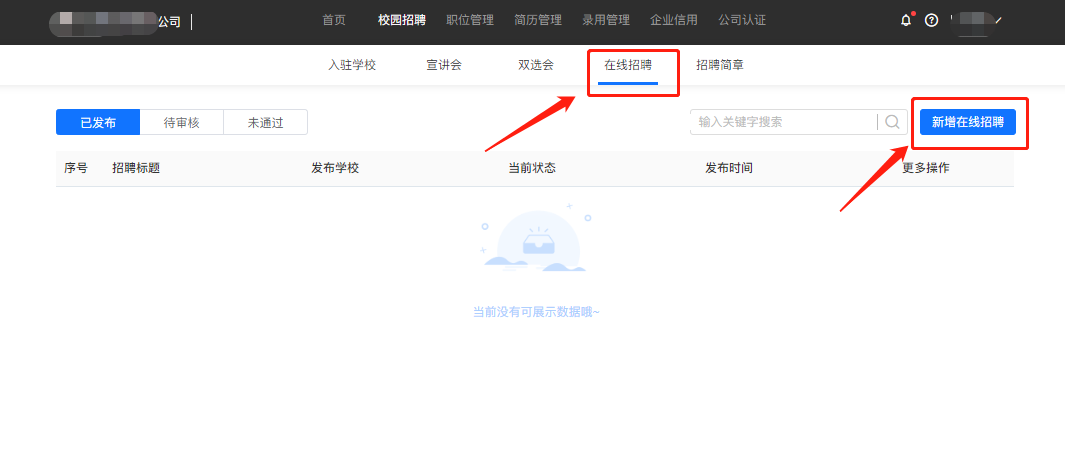 公司
首页 校园招聘 职位管理 简历管理 录用管理 企业信用 公司认证
入驻学校 宣讲会 双选会 在线招聘 招聘简章
已发布 待审核 未通过 输入关键字搜索 新增在线招聘
序号 招聘标题 发布学校 当前状态 发布时间 更多操作
当前没有可展示数据哦~